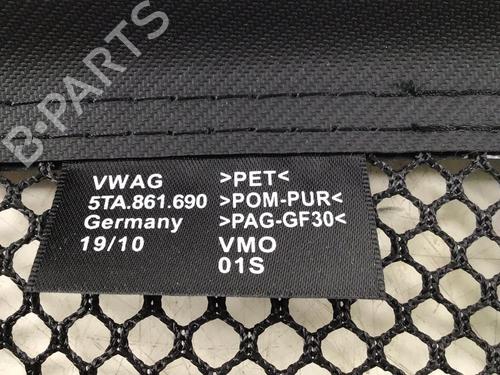 B-PARTS
VWAG >PET<
5TA.861.690 >POM-PUR<
Germany >PAG-GF30<
19/10 VMO
01S